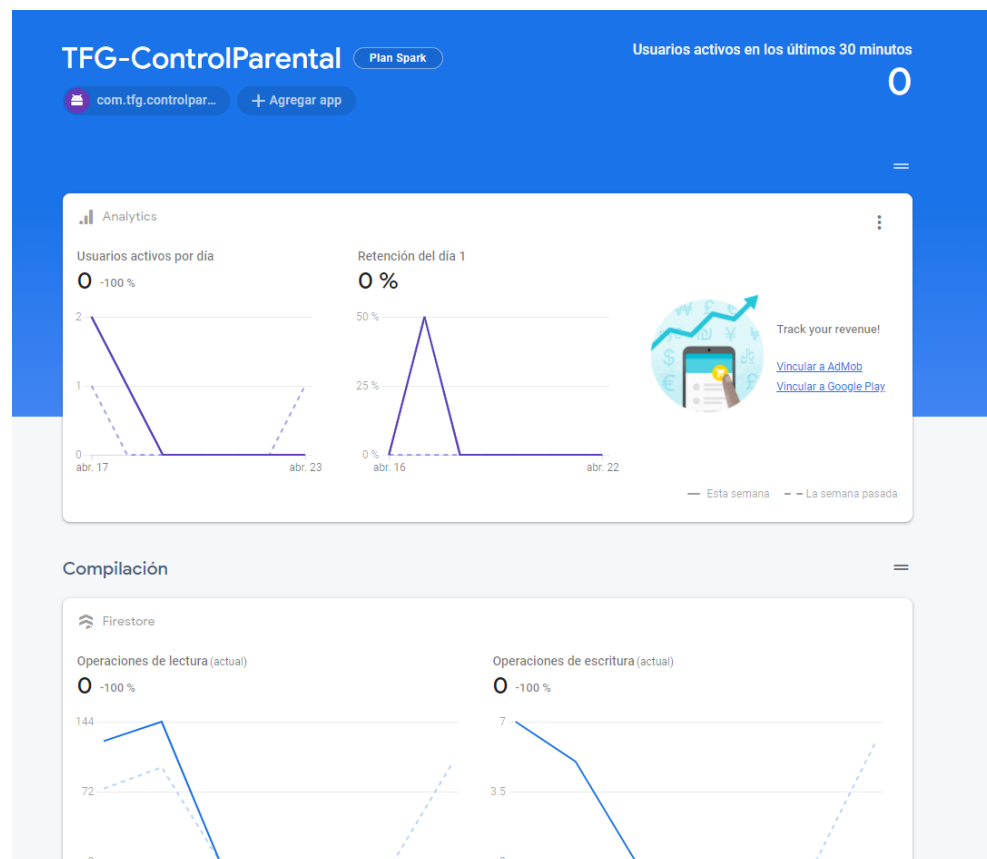 TFG-ControlParental Plan Spark
Usuarios activos en los últimos 30 minutos
0
com.tfg.controlpar... + Agregar app
Analytics
Usuarios activos por día
0 -100 %
2
1
0
abr. 17 abr. 23
Retención del día 1
0 %
50 %
25 %
0 %
abr. 16 abr. 22
Track your revenue!
Vincular a AdMob
Vincular a Google Play
Esta semana La semana pasada
Compilación
Firestore
Operaciones de lectura (actual)
0 -100 %
144
72
Operaciones de escritura (actual)
0 -100 %
7
3.5